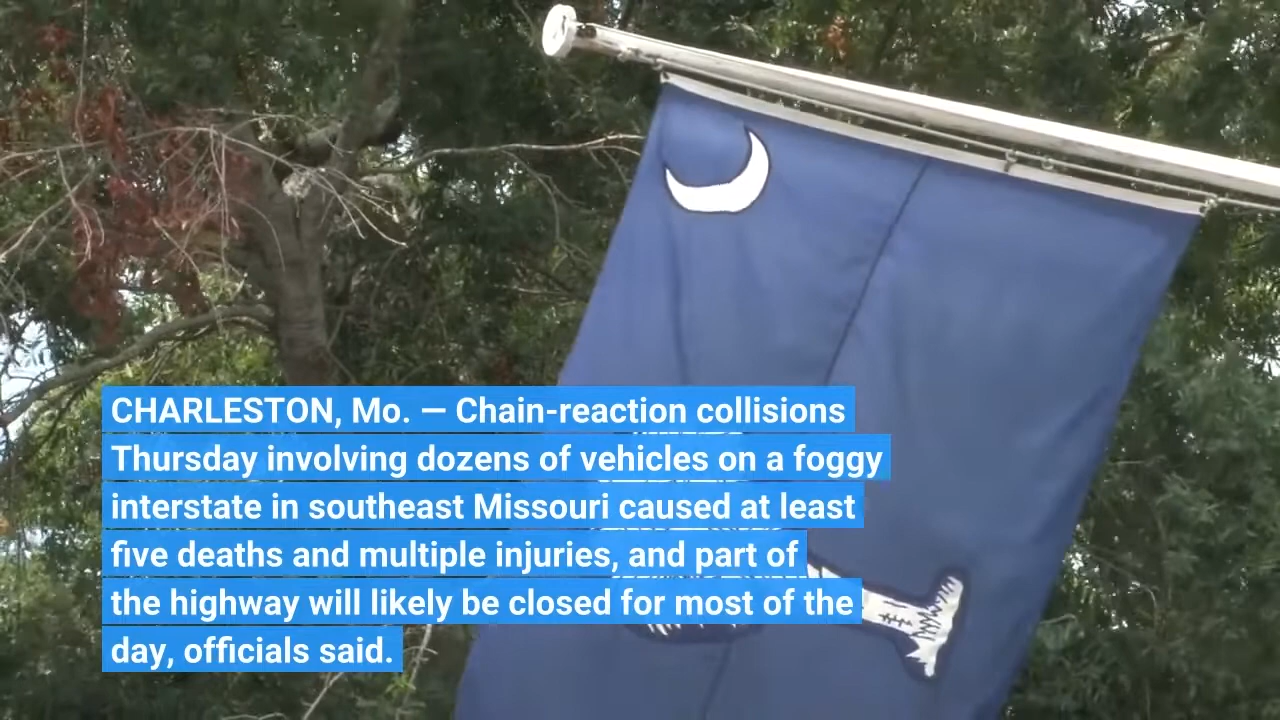 CHARLESTON, Mo. — Chain-reaction collisions
Thursday involving dozens of vehicles on a foggy
interstate in southeast Missouri caused at least
five deaths and multiple injuries, and part of
the highway will likely be closed for most of the
day, officials said.